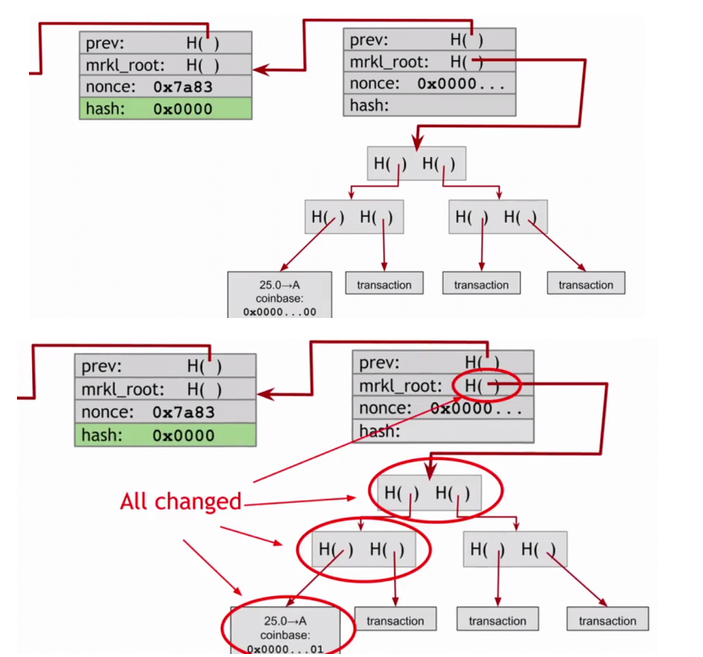 prev: H( )
mrkl_root: H( )
nonce: 0x7a83
hash: 0x0000
prev: H( )
mrkl_root: H( )
nonce: 0x0000...
hash:
H( ) H( )
H( ) H( )
H( ) H( )
25.0→A
coinbase:
0x0000...00
transaction
transaction
transaction
prev: H( )
mrkl_root: H( )
nonce: 0x7a83
hash: 0x0000
prev: H( )
mrkl_root: H( )
nonce: 0x0000...
hash:
All changed
H( ) H( )
H( ) H( )
H( ) H( )
25.0→A
coinbase:
0x0000...01
transaction
transaction
transaction